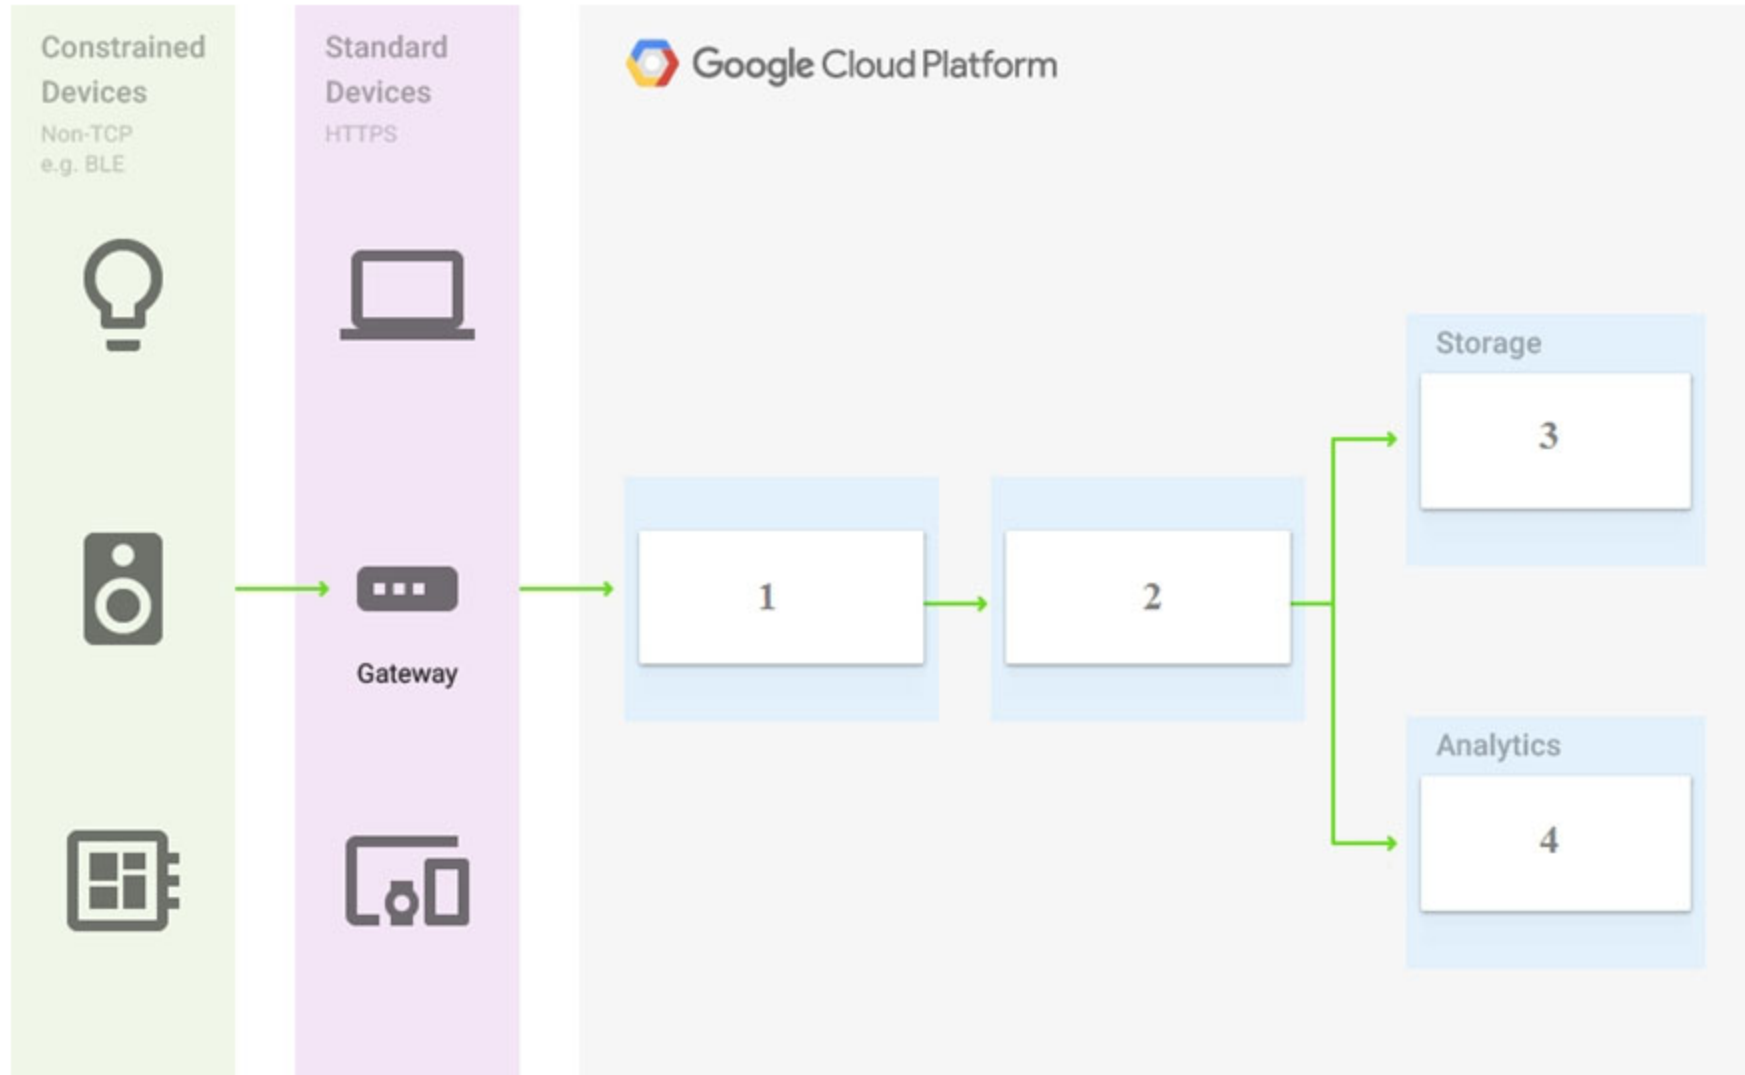 Constrained
Devices
Non-TCP
e.g. BLE
Standard
Devices
HTTPS
Gateway
Google Cloud Platform
1
2
Storage
3
Analytics
4